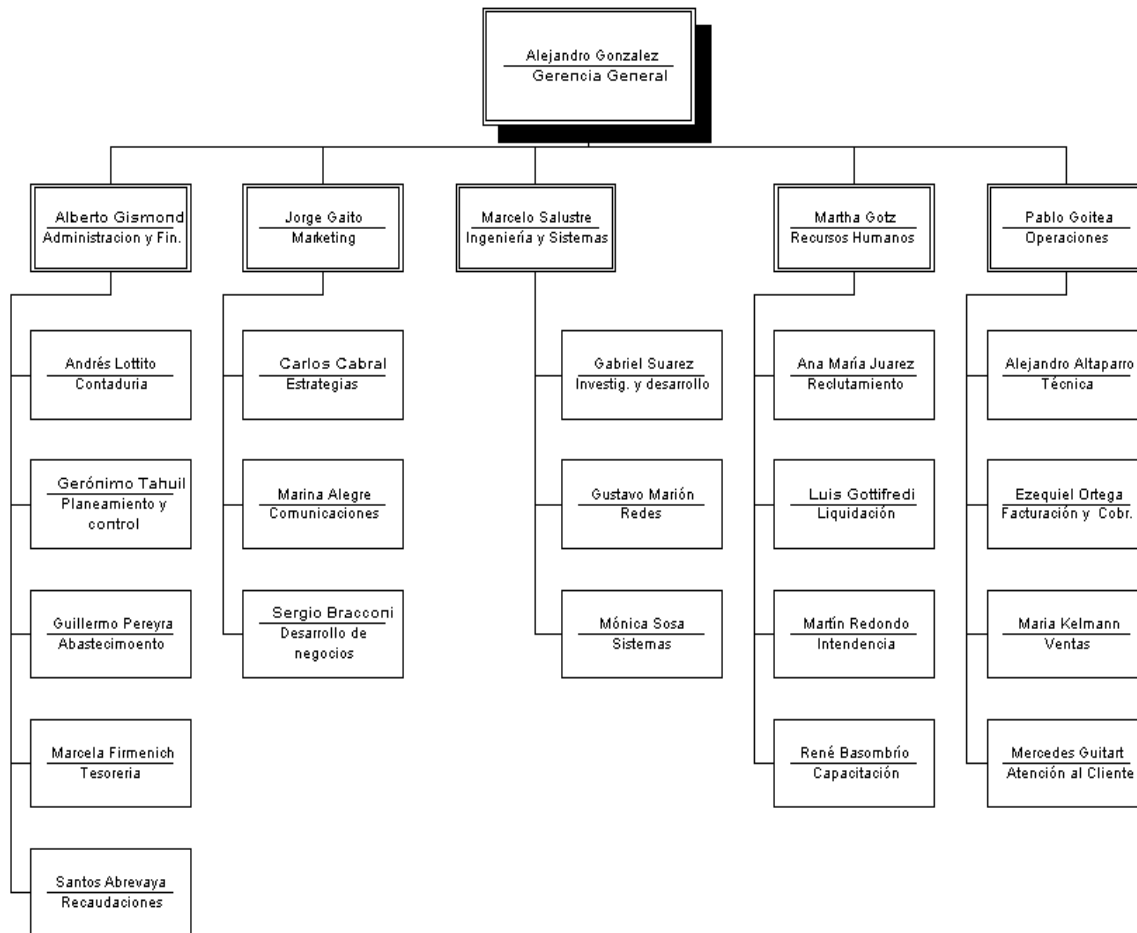 Alejandro Gonzalez
Gerencia General
Alberto Gismond
Administracion y Fin.
Jorge Gaito
Marketing
Marcelo Salustre
Ingeniería y Sistemas
Martha Gotz
Recursos Humanos
Pablo Goitea
Operaciones
Andrés Lottito
Contaduria
Gerónimo Tahuil
Planeamiento y
control
Guillermo Pereyra
Abastecimoento
Marcela Firmenich
Tesoreria
Santos Abrevaya
Recaudaciones
Carlos Cabral
Estrategias
Marina Alegre
Comunicaciones
Sergio Bracconi
Desarrollo de
negocios
Gabriel Suarez
Investig. y desarrollo
Gustavo Marión
Redes
Mónica Sosa
Sistemas
Ana María Juarez
Reclutamiento
Luis Gottifredi
Liquidación
Martín Redondo
Intendencia
René Basombrío
Capacitación
Alejandro Altaparro
Técnica
Ezequiel Ortega
Facturación y Cobr.
Maria Kelmann
Ventas
Mercedes Guitart
Atención al Cliente